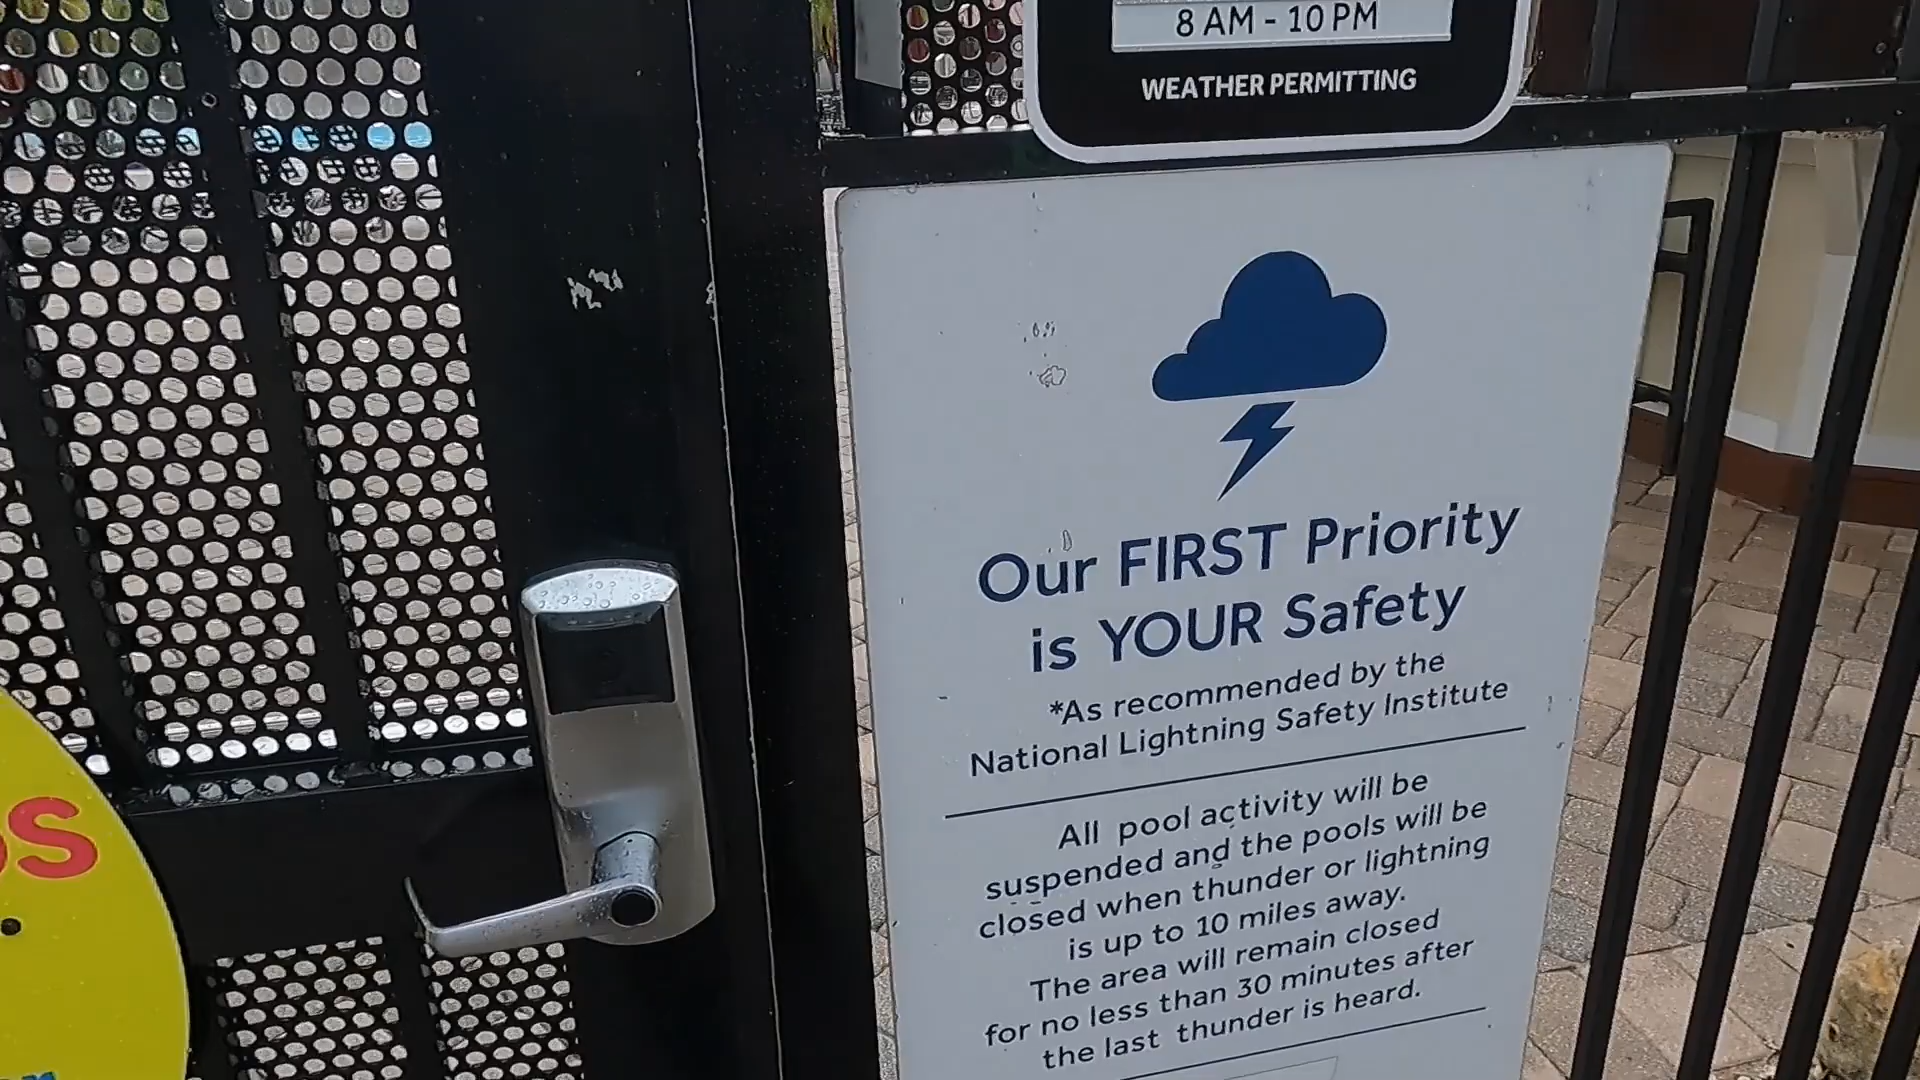 8 AM - 10 PM
WEATHER PERMITTING
Our FIRST Priority
is YOUR Safety
*As recommended by the
National Lightning Safety Institute
All pool activity will be
suspended and the pools will be
closed when thunder or lightning
is up to 10 miles away.
The area will remain closed
for no less than 30 minutes after
the last thunder is heard.